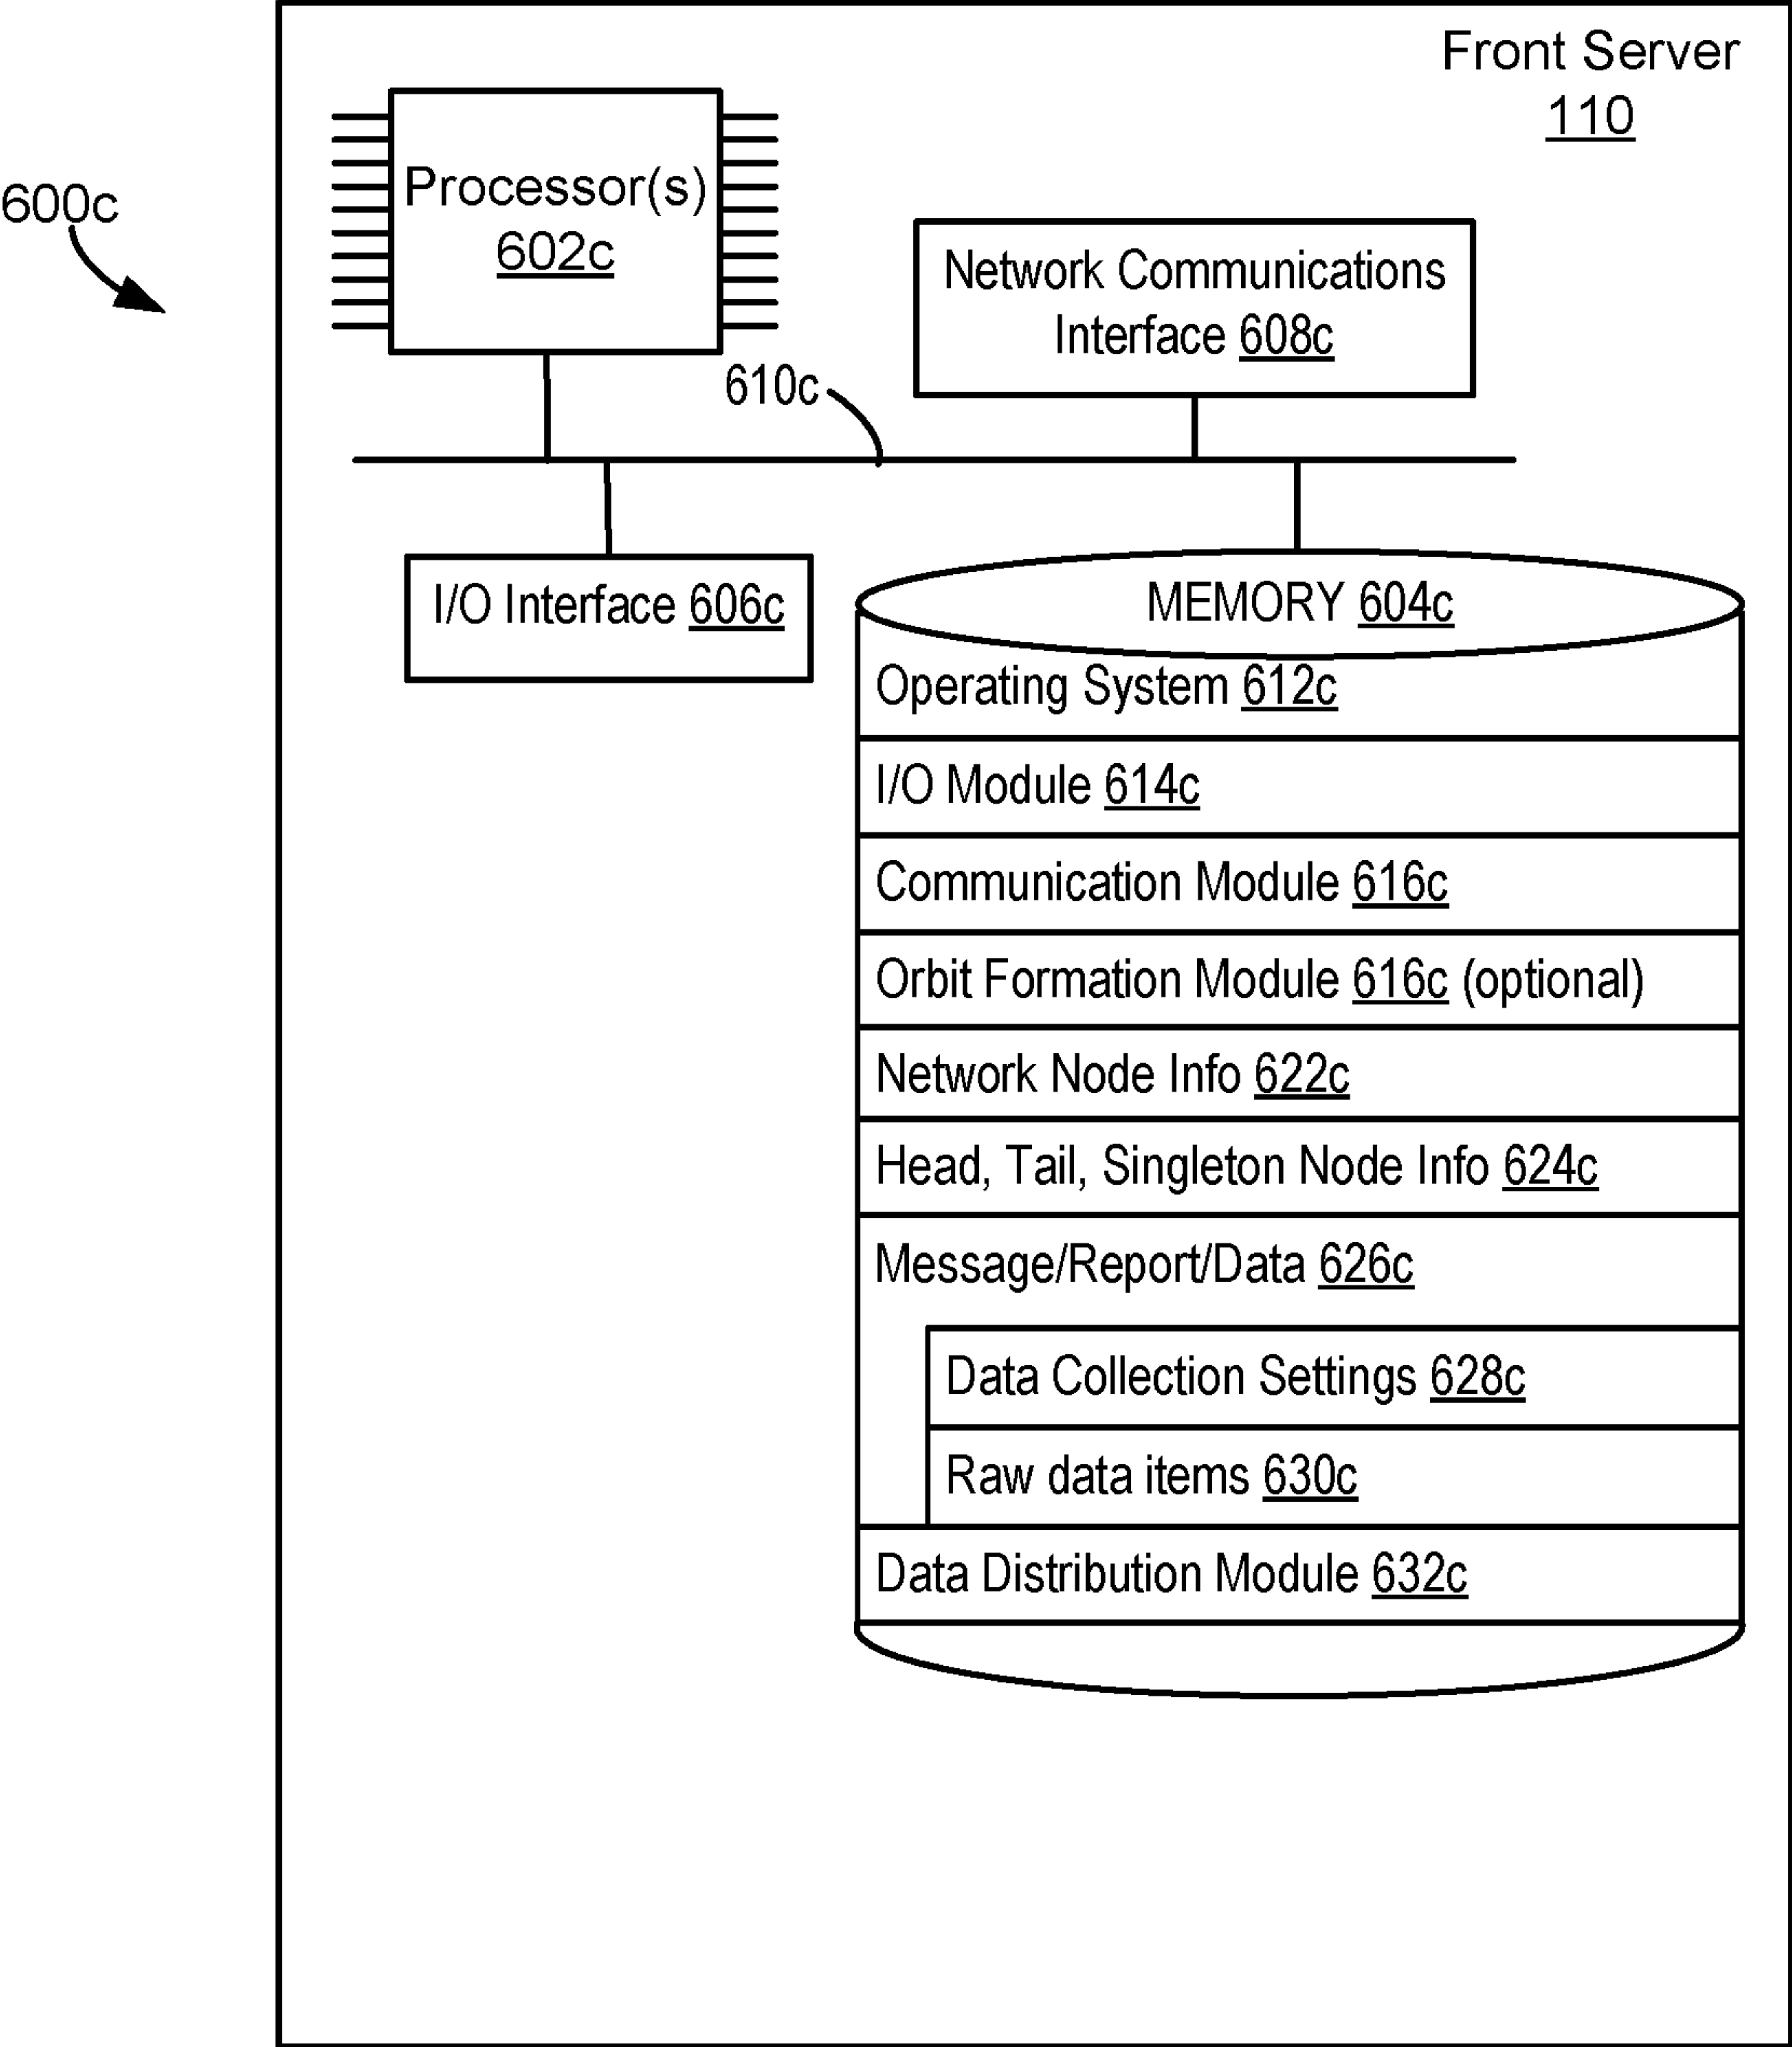 Front Server
110
600c
Processor(s)
602c
Network Communications
Interface 608c
610c
I/O Interface 606c
MEMORY 604c
Operating System 612c
I/O Module 614c
Communication Module 616c
Orbit Formation Module 616c (optional)
Network Node Info 622c
Head, Tail, Singleton Node Info 624c
Message/Report/Data 626c
Data Collection Settings 628c
Raw data items 630c
Data Distribution Module 632c